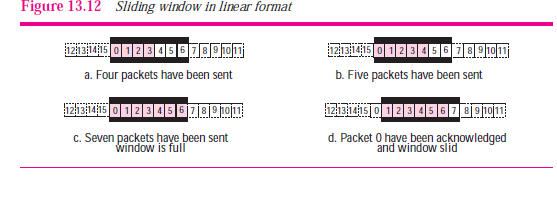 Figure 13.12 Sliding window in linear format
12 13 14 15 0 1 2 3 4 5 6 7 8 9 10 11
12 13 14 15 0 1 2 3 4 5 6 7 8 9 10 11
a. Four packets have been sent
b. Five packets have been sent
12 13 14 15 0 1 2 3 4 5 6 7 8 9 10 11
12 13 14 15 0 1 2 3 4 5 6 7 8 9 10 11
c. Seven packets have been sent
window is full
d. Packet 0 have been acknowledged
and window slid